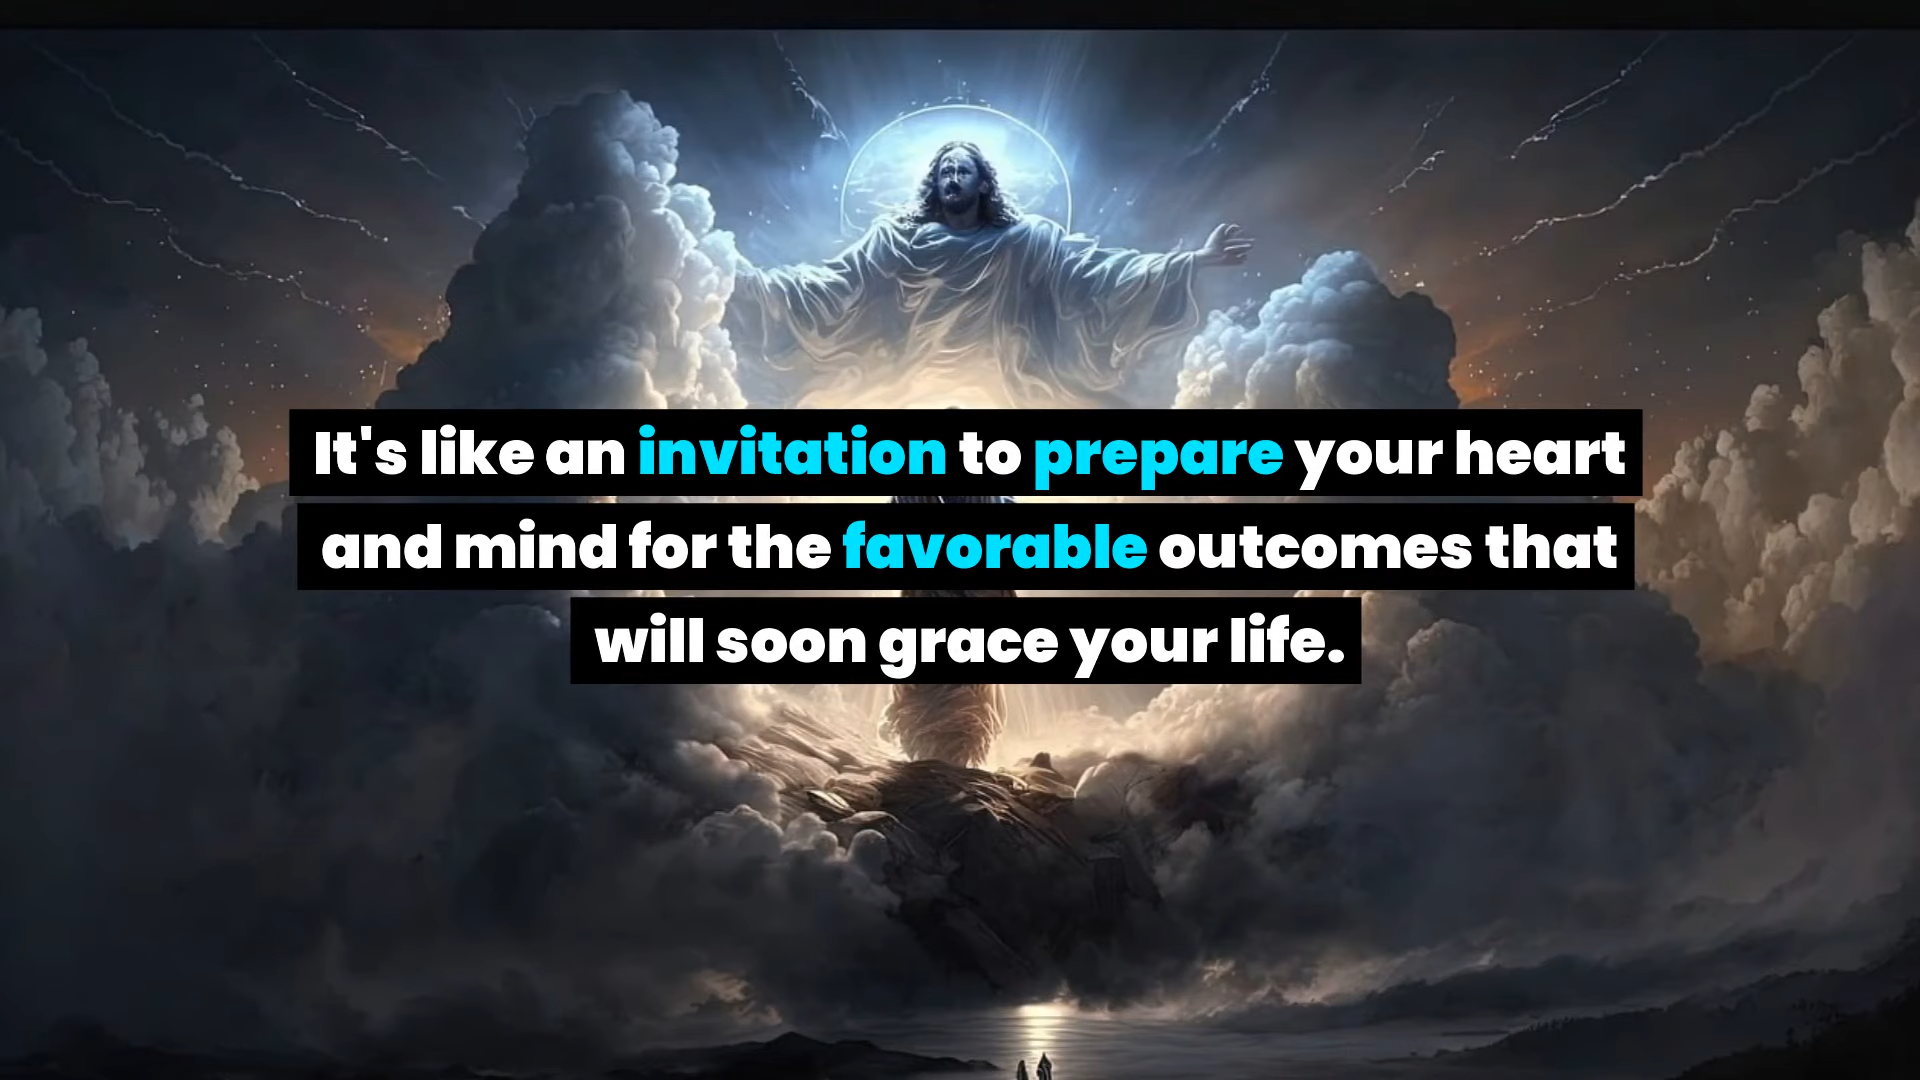 It's like an invitation to prepare your heart
and mind for the favorable outcomes that
will soon grace your life.